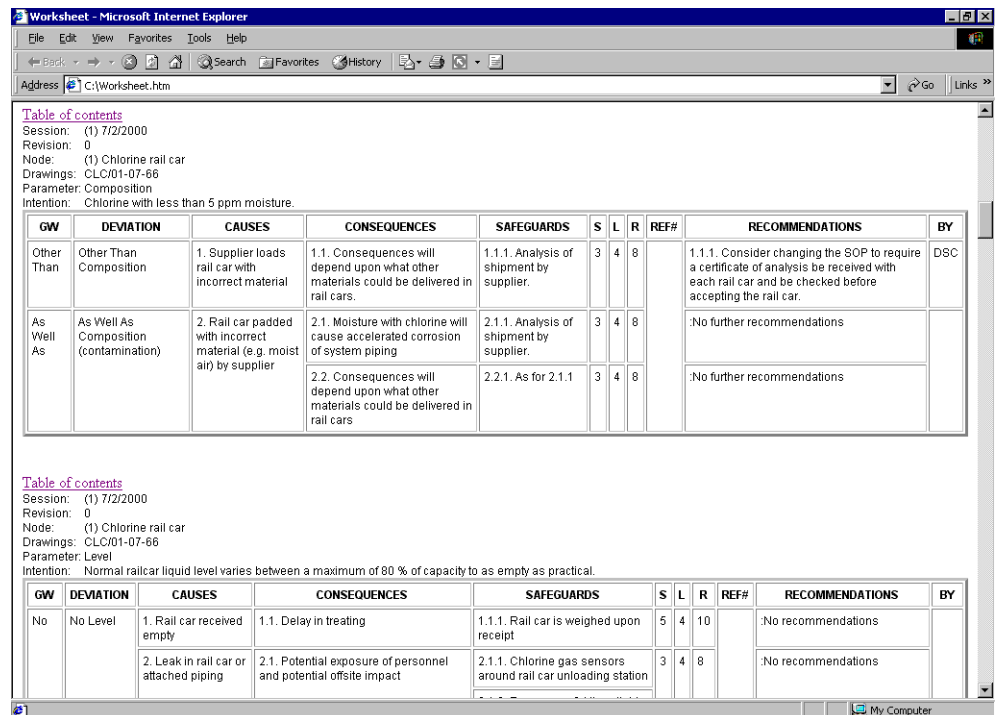 Worksheet - Microsoft Internet Explorer
File Edit View Favorites Tools Help
Back Search Favorites History
Address C:\Worksheet.htm Go Links »
Table of contents
Session: (1) 7/2/2000
Revision: 0
Node: (1) Chlorine rail car
Drawings: CLC/01-07-66
Parameter: Composition
Intention: Chlorine with less than 5 ppm moisture.
GW DEVIATION CAUSES CONSEQUENCES SAFEGUARDS S L R REF# RECOMMENDATIONS BY
Other
Than
Other Than
Composition
1. Supplier loads
rail car with
incorrect material
1.1. Consequences will
depend upon what other
materials could be delivered in
rail cars.
1.1.1. Analysis of
shipment by
supplier.
3 4 8
1.1.1. Consider changing the SOP to require
a certificate of analysis be received with
each rail car and be checked before
accepting the rail car.
DSC
As
Well
As
As Well As
Composition
(contamination)
2. Rail car padded
with incorrect
material (e.g. moist
air) by supplier
2.1. Moisture with chlorine will
cause accelerated corrosion
of system piping
2.1.1. Analysis of
shipment by
supplier.
3 4 8
:No further recommendations
2.2. Consequences will
depend upon what other
materials could be delivered in
rail cars
2.2.1. As for 2.1.1
3 4 8
:No further recommendations
Table of contents
Session: (1) 7/2/2000
Revision: 0
Node: (1) Chlorine rail car
Drawings: CLC/01-07-66
Parameter: Level
Intention: Normal railcar liquid level varies between a maximum of 80 % of capacity to as empty as practical.
GW DEVIATION CAUSES CONSEQUENCES SAFEGUARDS S L R REF# RECOMMENDATIONS BY
No
No Level
1. Rail car received
empty
1.1. Delay in treating
1.1.1. Rail car is weighed upon
receipt
5 4 10
:No recommendations
2. Leak in rail car or
attached piping
2.1. Potential exposure of personnel
and potential offsite impact
2.1.1. Chlorine gas sensors
around rail car unloading station
3 4 8
:No recommendations
My Computer